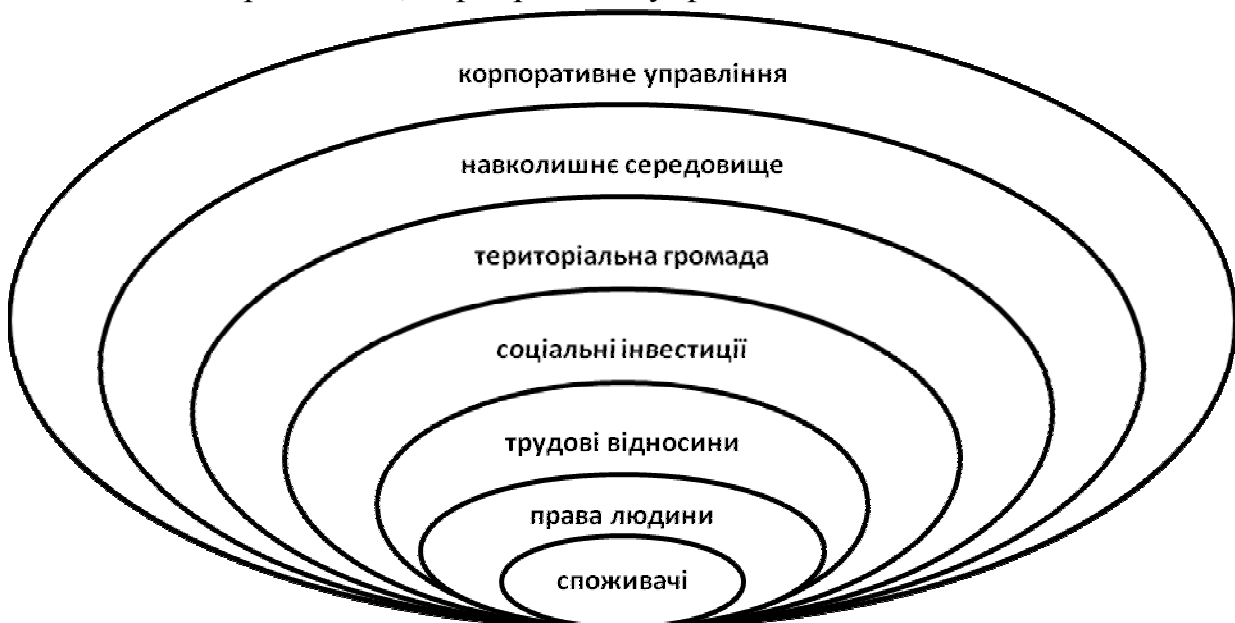 корпоративне управління
навколишнє середовище
територіальна громада
соціальні інвестиції
трудові відносини
права людини
споживачі